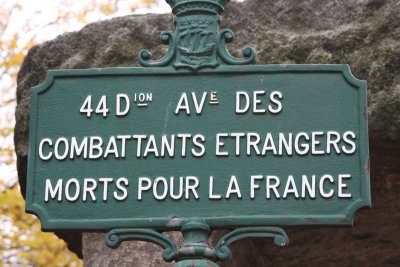 44 DION AVE DES
COMBATTANTS ETRANGERS
MORTS POUR LA FRANCE